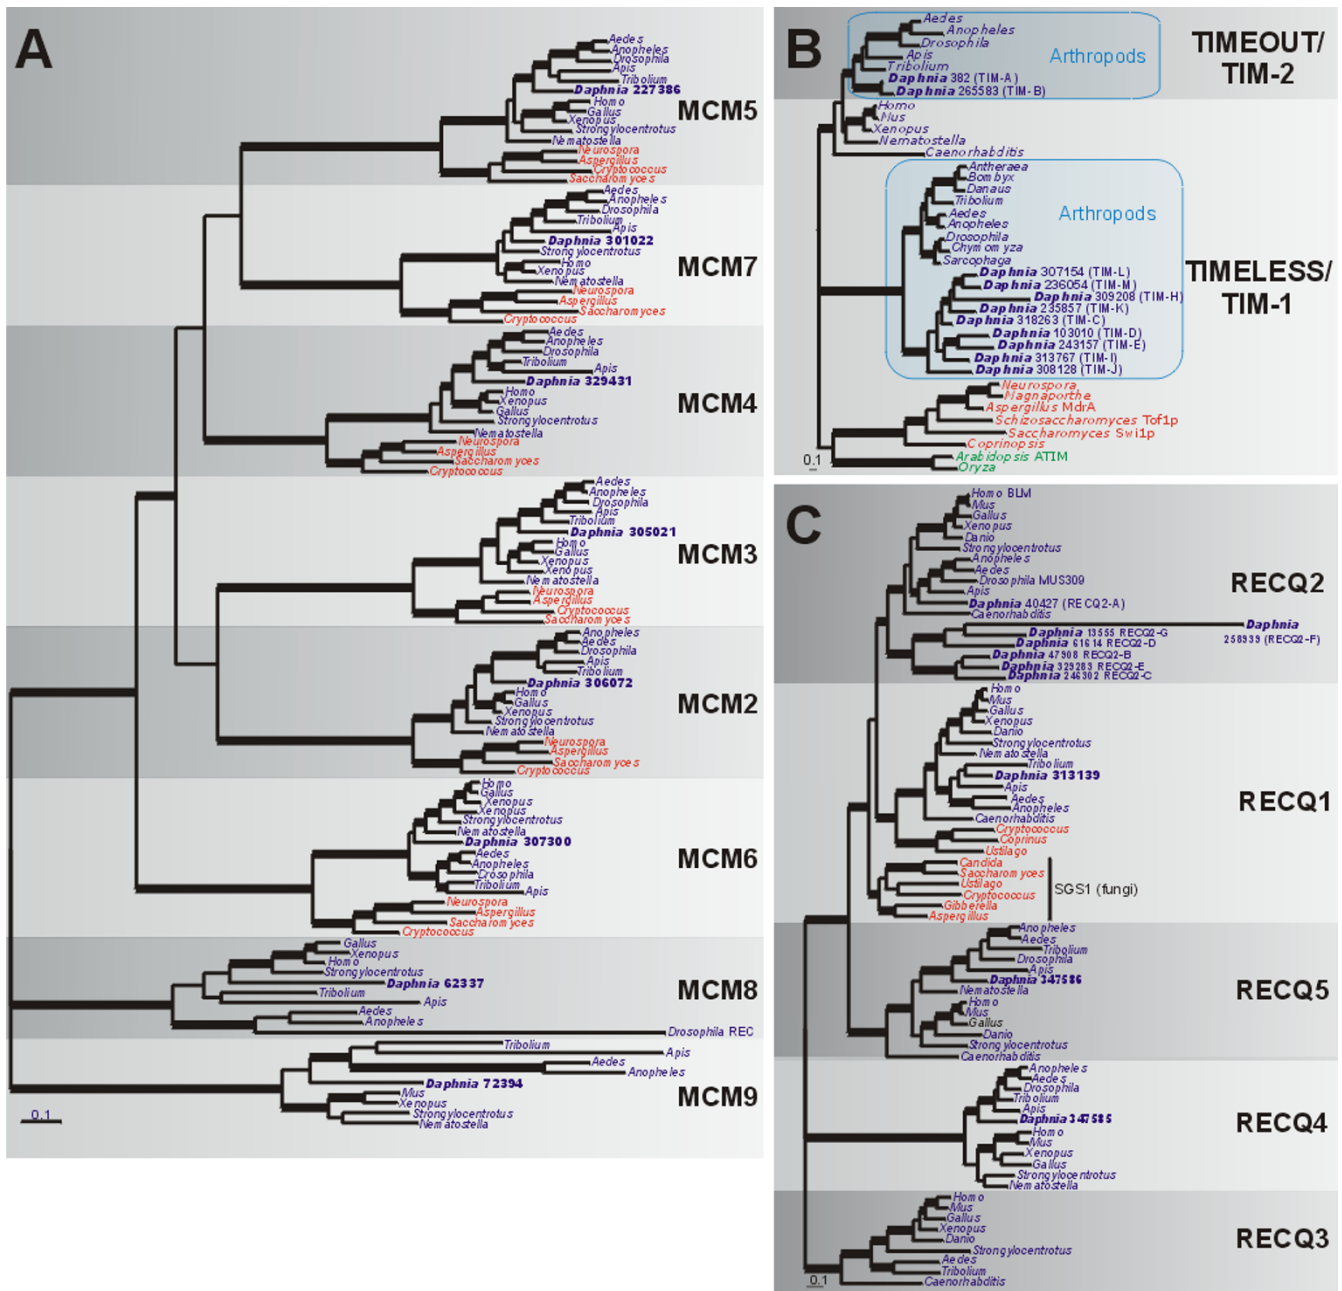 A
Aedes
Anopheles
Drosophila
Apis
Tribolium
Daphnia 227386
Homo
Gallus
Xenopus
Strongylocentrotus
Nematostella
Neurospora
Aspergillus
Cryptococcus
Saccharomyces
MCM5
Aedes
Anopheles
Drosophila
Tribolium
Apis
Daphnia 301022
Strongylocentrotus
Homo
Xenopus
Nematostella
Neurospora
Aspergillus
Saccharomyces
Cryptococcus
MCM7
Aedes
Anopheles
Drosophila
Tribolium
Apis
Daphnia 329431
Homo
Xenopus
Gallus
Strongylocentrotus
Nematostella
Neurospora
Aspergillus
Saccharomyces
Cryptococcus
MCM4
Aedes
Anopheles
Drosophila
Apis
Tribolium
Daphnia 305021
Homo
Gallus
Xenopus
Xenopus
Nematostella
Neurospora
Aspergillus
Cryptococcus
Saccharomyces
MCM3
Anopheles
Aedes
Drosophila
Apis
Tribolium
Daphnia 306072
Homo
Gallus
Xenopus
Strongylocentrotus
Nematostella
Neurospora
Aspergillus
Saccharomyces
Cryptococcus
MCM2
Homo
Gallus
Xenopus
Xenopus
Strongylocentrotus
Nematostella
Daphnia 307300
Aedes
Anopheles
Drosophila
Tribolium
Apis
Neurospora
Aspergillus
Saccharomyces
Cryptococcus
MCM6
Gallus
Xenopus
Homo
Strongylocentrotus
Daphnia 62337
Tribolium
Apis
Aedes
Anopheles
Drosophila REC
MCM8
Tribolium
Apis
Aedes
Anopheles
Daphnia 72394
Mus
Xenopus
Strongylocentrotus
Nematostella
MCM9
0.1
B
Aedes
Anopheles
Drosophila
Apis
Tribolium
Daphnia 382 (TIM-A)
Daphnia 265583 (TIM-B)
Arthropods
TIMEOUT/
TIM-2
Homo
Mus
Xenopus
Nematostella
Caenorhabditis
Antheraea
Bombyx
Danaus
Tribolium
Aedes
Anopheles
Drosophila
Chymomyza
Sarcophaga
Daphnia 307154 (TIM-L)
Daphnia 236054 (TIM-M)
Daphnia 309208 (TIM-H)
Daphnia 235857 (TIM-K)
Daphnia 318263 (TIM-C)
Daphnia 103010 (TIM-D)
Daphnia 243157 (TIM-E)
Daphnia 313767 (TIM-I)
Daphnia 308128 (TIM-J)
Arthropods
TIMELESS/
TIM-1
Neurospora
Magnaporthe
Aspergillus MdrA
Schizosaccharomyces Tof1p
Saccharomyces Swi1p
Coprinopsis
Arabidopsis ATIM
Oryza
0.1
C
Homo BLM
Mus
Gallus
Xenopus
Danio
Strongylocentrotus
Anopheles
Aedes
Drosophila MUS309
Apis
Daphnia 40427 (RECQ2-A)
Caenorhabditis
Daphnia
258939 (RECQ2-F)
Daphnia 13555 RECQ2-G
Daphnia 61614 RECQ2-D
Daphnia 47908 RECQ2-B
Daphnia 329283 RECQ2-E
Daphnia 246302 RECQ2-C
RECQ2
Homo
Mus
Gallus
Xenopus
Danio
Strongylocentrotus
Nematostella
Tribolium
Daphnia 313139
Apis
Aedes
Anopheles
Caenorhabditis
Cryptococcus
Coprinus
Ustilago
RECQ1
Candida
Saccharomyces
Ustilago
Cryptococcus
Gibberella
Aspergillus
SGS1 (fungi)
Anopheles
Aedes
Tribolium
Drosophila
Apis
Daphnia 347586
Nematostella
Homo
Mus
Gallus
Danio
Strongylocentrotus
Caenorhabditis
RECQ5
Anopheles
Aedes
Drosophila
Tribolium
Apis
Daphnia 347585
Homo
Mus
Xenopus
Gallus
Strongylocentrotus
Nematostella
RECQ4
Homo
Mus
Gallus
Xenopus
Danio
Strongylocentrotus
Aedes
Tribolium
Caenorhabditis
RECQ3
0.1